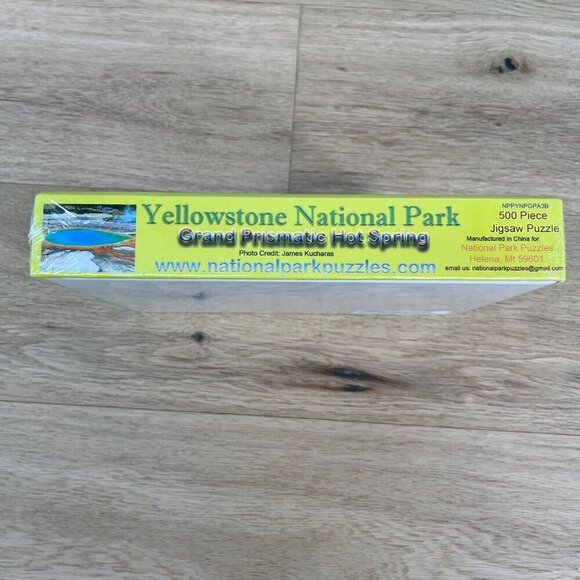 Yellowstone National Park
Grand Prismatic Hot Spring
Photo Credit: James Kucharas
www.nationalparkpuzzles.com
NPPYNPGPA3B
500 Piece
Jigsaw Puzzle
Manufactured in China for
National Park Puzzles
Helena, Mt 59601
email us: nationalparkpuzzles@gmail.com